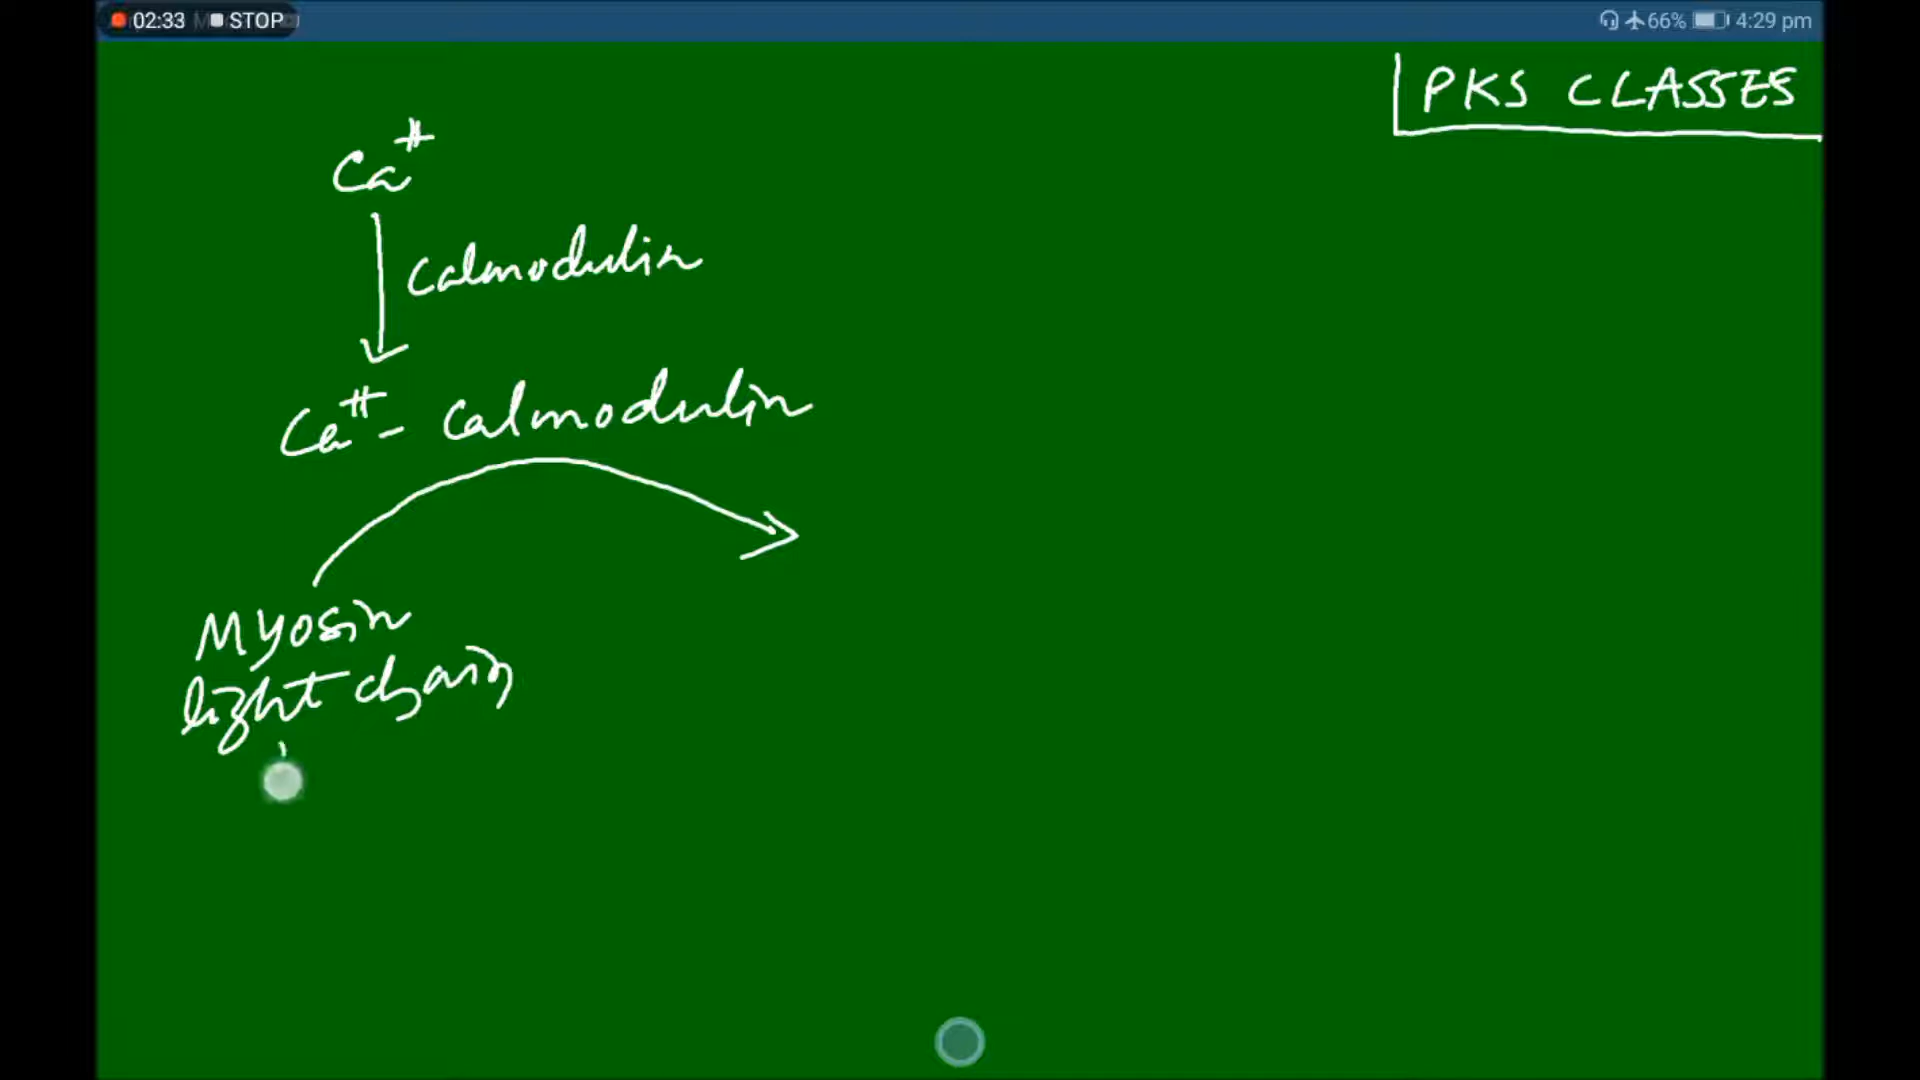 02:33 STOP
66% 4:29 pm
PKS CLASSES
Ca++
Calmodulin
Ca++ - Calmodulin
Myosin
light chain